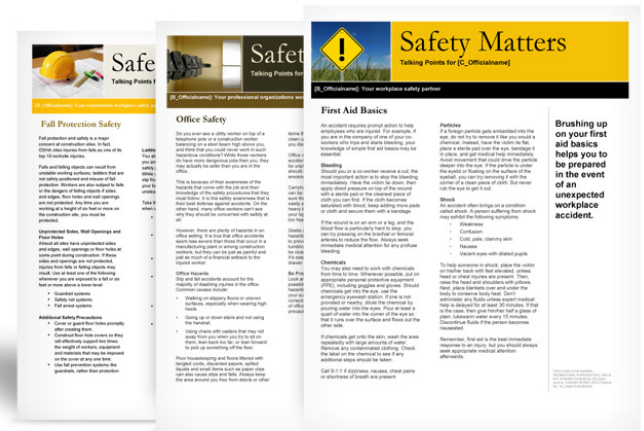 Safe
Talking Points f
[B_Officialname]: Your construction workplace safety pa
Fall Protection Safety
Fall protection and safety is a major
concern at construction sites. In fact,
OSHA cites injuries from falls as one of its
top 10 worksite injuries.
Falls and falling objects can result from
unstable working surfaces, ladders that are
not safely positioned and misuse of fall
protection. Workers are also subject to falls
or the dangers of falling objects if sides
and edges, floor holes and wall openings
are not protected. Any time you are
working at a height of six feet or more on
the construction site, you must be
protected.
Unprotected Sides, Wall Openings and
Floor Holes
Almost all sites have unprotected sides
and edges, wall openings or floor holes at
some point during construction. If these
sides and openings are not protected,
injuries from falls or falling objects may
result. Use at least one of the following
whenever you are exposed to a fall of six
feet or more above a lower level:
• Guardrail systems
• Safety net systems
• Fall arrest systems
Additional Safety Precautions
• Cover or guard floor holes promptly
after creating them.
• Construct floor hole covers so they
will effectively support two times
the weight of workers, equipment
and materials that may be imposed
on the cover at any one time.
• Use fall prevention systems like
guardrails, rather than protection
Safet
Talking Points for
[B_Officialname]: Your professional organizations wo
Office Safety
Do you ever see a utility worker on top of a
telephone pole or a construction worker
balancing on a steel beam high above you,
and think that you could never work in such
hazardous conditions? While these workers
do have more dangerous jobs than you, they
may actually be safer than you are in the
office.
This is because of their awareness of the
hazards that come with the job and their
knowledge of the safety procedures that they
must follow. It is this safety awareness that is
their best defense against accidents. On the
other hand, many office workers can't see
why they should be concerned with safety at
all.
However, there are plenty of hazards in an
office setting. It is true that office accidents
seem less severe than those that occur in a
manufacturing plant or among construction
workers, but they can be just as painful and
just as much of a financial setback to the
injured worker.
Office Hazards
Slip and fall accidents account for the
majority of disabling injuries in the office.
Common causes include:
• Walking on slippery floors or uneven
surfaces, especially when wearing high
heels.
• Going up or down stairs and not using
the handrail.
• Using chairs with casters that may roll
away from you when you try to sit on
them, lean back too far, or lean forward
to pick up something off the floor.
Poor housekeeping and floors littered with
tangled cords, discarded papers, spilled
liquids and small items such as paper clips
can also cause slips and falls. Always keep
the area around you free from debris or other
Safety Matters
Talking Points for [C_Officialname]
[B_Officialname]: Your workplace safety partner
First Aid Basics
An accident requires prompt action to help
employees who are injured. For example, if
you are in the company of one of your co-
workers who trips and starts bleeding, your
knowledge of simple first aid basics may be
essential.
Bleeding
Should you or a co-worker receive a cut, the
most important action is to stop the bleeding
immediately. Have the victim lie down, then
apply direct pressure on top of the wound
with a sterile pad or the cleanest piece of
cloth you can find. If the cloth becomes
saturated with blood, keep adding more pads
or cloth and secure them with a bandage.
If the wound is on an arm or a leg, and the
blood flow is particularly hard to stop, you
can try pressing on the brachial or femoral
arteries to reduce the flow. Always seek
immediate medical attention for any profuse
bleeding.
Chemicals
You may also need to work with chemicals
from time to time. Whenever possible, put on
appropriate personal protective equipment
(PPE), including goggles and gloves. Should
chemicals get into the eye, use the
emergency eyewash station. If one is not
provided or nearby, dilute the chemical by
pouring water into the eyes. Pour at least a
quart of water into the corner of the eye so
that it runs over the surface and flows out the
other side.
If chemicals get onto the skin, wash the area
repeatedly with large amounts of water.
Remove any contaminated clothing. Check
the label on the chemical to see if any
additional steps should be taken.
Call 9-1-1 if dizziness, nausea, chest pains
or shortness of breath are present.
Particles
If a foreign particle gets embedded into the
eye, do not try to remove it like you would a
chemical. Instead, have the victim lie flat,
place a sterile pad over the eye, bandage it
in place, and get medical help immediately.
Avoid movement that could drive the particle
deeper into the eye. If the particle is under
the eyelid or floating on the surface of the
eyeball, you can try removing it with the
corner of a clean piece of cloth. But never
rub the eye to get it out.
Shock
An accident often brings on a condition
called shock. A person suffering from shock
may exhibit the following symptoms:
• Weakness
• Confusion
• Cold, pale, clammy skin
• Nausea
• Vacant eyes with dilated pupils
To help someone in shock, place the victim
on his/her back with feet elevated, unless
head or chest injuries are present. Then,
raise the head and shoulders with pillows.
Next, place blankets over and under the
body to conserve body heat. Don't
administer any fluids unless expert medical
help is delayed for at least 30 minutes. If that
is the case, then give him/her half a glass of
plain, lukewarm water every 15 minutes.
Discontinue fluids if the person becomes
nauseated.
Remember, first aid is the best immediate
response to an injury, but you should always
seek appropriate medical attention
afterwards.
Brushing up
on your first
aid basics
helps you to
be prepared
in the event
of an
unexpected
workplace
accident.